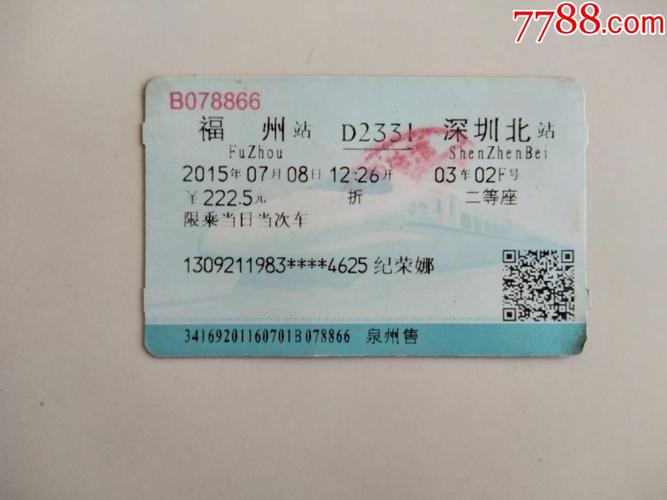 7788.com
B078866
福 州 站 D2331 深圳北 站
FuZhou ShenZhenBei
2015年07月08日 12:26开 03车02F号
￥222.5元 折 二等座
限乘当日当次车
1309211983****4625 纪荣娜
34169201160701B078866 泉州售